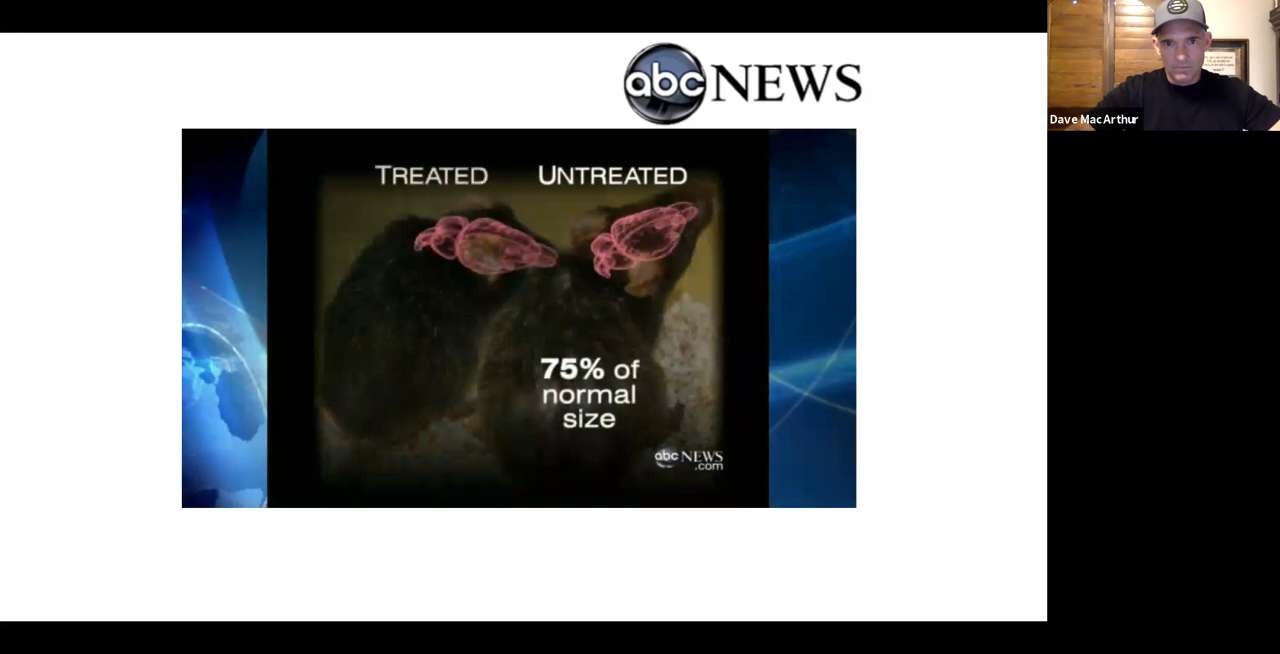 abc NEWS
Dave MacArthur
TREATED UNTREATED
75% of
normal
size
abc NEWS
.com